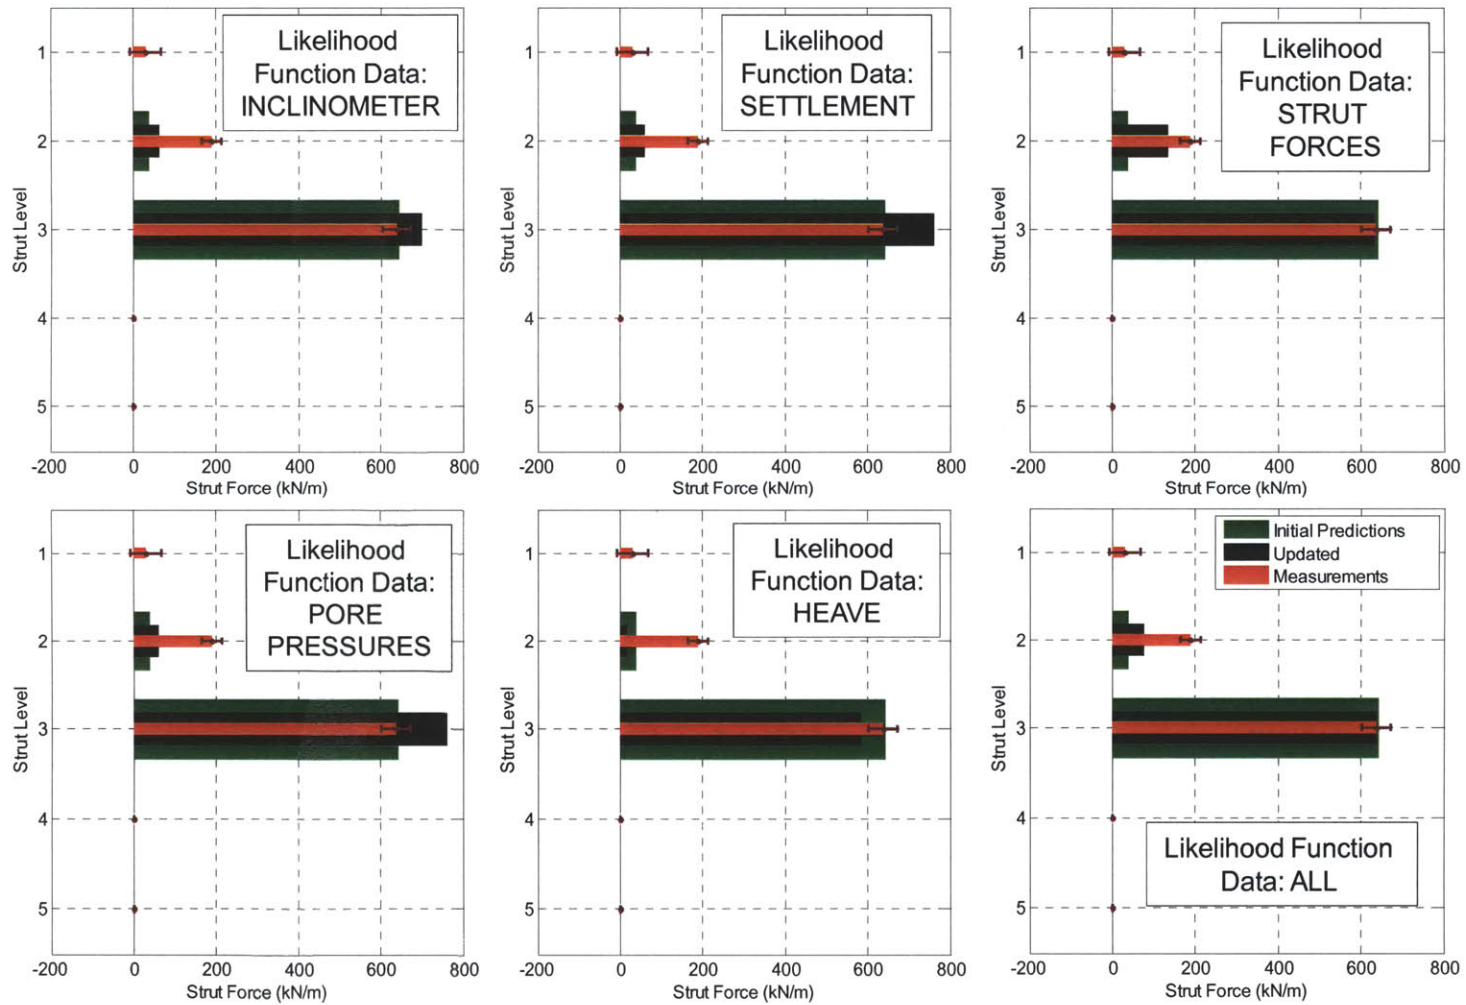 Likelihood
Function Data:
INCLINOMETER
Strut Level
1
2
3
4
5
-200 0 200 400 600 800
Strut Force (kN/m)
Likelihood
Function Data:
SETTLEMENT
Strut Level
1
2
3
4
5
-200 0 200 400 600 800
Strut Force (kN/m)
Likelihood
Function Data:
STRUT
FORCES
Strut Level
1
2
3
4
5
-200 0 200 400 600 800
Strut Force (kN/m)
Likelihood
Function Data:
PORE
PRESSURES
Strut Level
1
2
3
4
5
-200 0 200 400 600 800
Strut Force (kN/m)
Likelihood
Function Data:
HEAVE
Strut Level
1
2
3
4
5
-200 0 200 400 600 800
Strut Force (kN/m)
Initial Predictions
Updated
Measurements
Strut Level
1
2
3
4
5
Likelihood Function
Data: ALL
-200 0 200 400 600 800
Strut Force (kN/m)